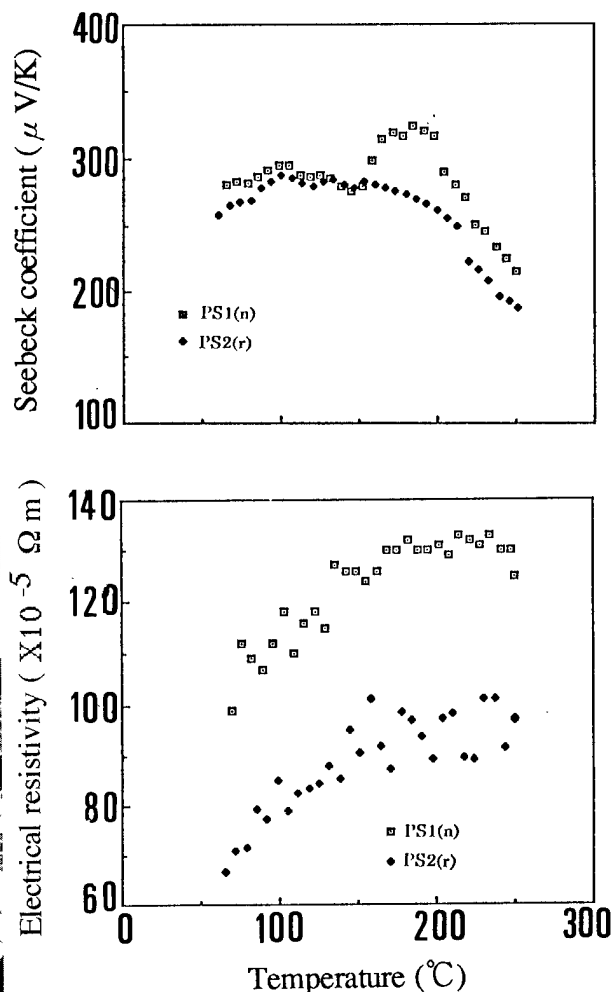 400
300
200
100
Seebeck coefficient ( μ V/K)
PS1(n)
PS2(r)
140
120
100
80
60
Electrical resistivity ( X10⁻⁵ Ω m)
PS1(n)
PS2(r)
0 100 200 300
Temperature (℃)